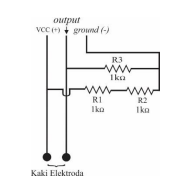 output
VCC (+) ground (-)
R3
1kΩ
R1 R2
1kΩ 1kΩ
Kaki Elektroda